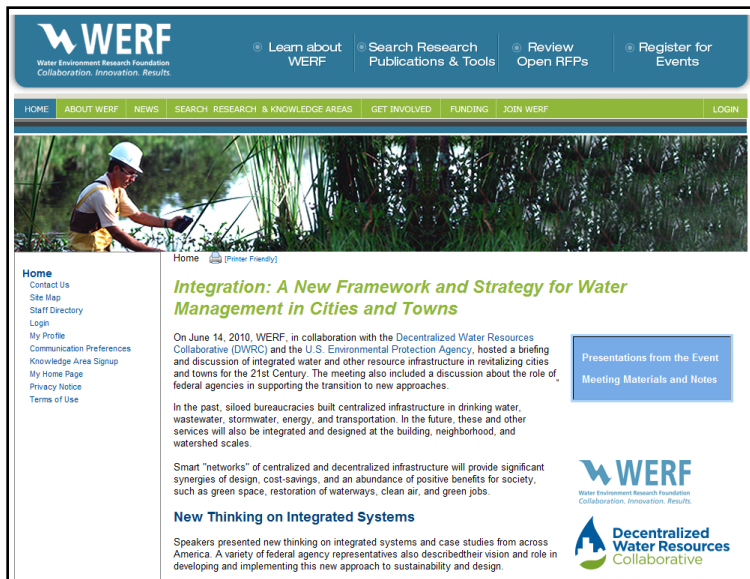 WERF
Water Environment Research Foundation
Collaboration. Innovation. Results.
Learn about
WERF
Search Research
Publications & Tools
Review
Open RFPs
Register for
Events
HOME ABOUT WERF NEWS SEARCH RESEARCH & KNOWLEDGE AREAS GET INVOLVED FUNDING JOIN WERF LOGIN
Home [Printer Friendly]
Home
Contact Us
Site Map
Staff Directory
Login
My Profile
Communication Preferences
Knowledge Area Signup
My Home Page
Privacy Notice
Terms of Use
Integration: A New Framework and Strategy for Water
Management in Cities and Towns
On June 14, 2010, WERF, in collaboration with the Decentralized Water Resources
Collaborative (DWRC) and the U.S. Environmental Protection Agency, hosted a briefing
and discussion of integrated water and other resource infrastructure in revitalizing cities
and towns for the 21st Century. The meeting also included a discussion about the role of
federal agencies in supporting the transition to new approaches.
In the past, siloed bureaucracies built centralized infrastructure in drinking water,
wastewater, stormwater, energy, and transportation. In the future, these and other
services will also be integrated and designed at the building, neighborhood, and
watershed scales.
Smart "networks" of centralized and decentralized infrastructure will provide significant
synergies of design, cost-savings, and an abundance of positive benefits for society,
such as green space, restoration of waterways, clean air, and green jobs.
New Thinking on Integrated Systems
Speakers presented new thinking on integrated systems and case studies from across
America. A variety of federal agency representatives also describedtheir vision and role in
developing and implementing this new approach to sustainability and design.
Presentations from the Event
Meeting Materials and Notes
"
WERF
Water Environment Research Foundation
Collaboration. Innovation. Results.
Decentralized
Water Resources
Collaborative